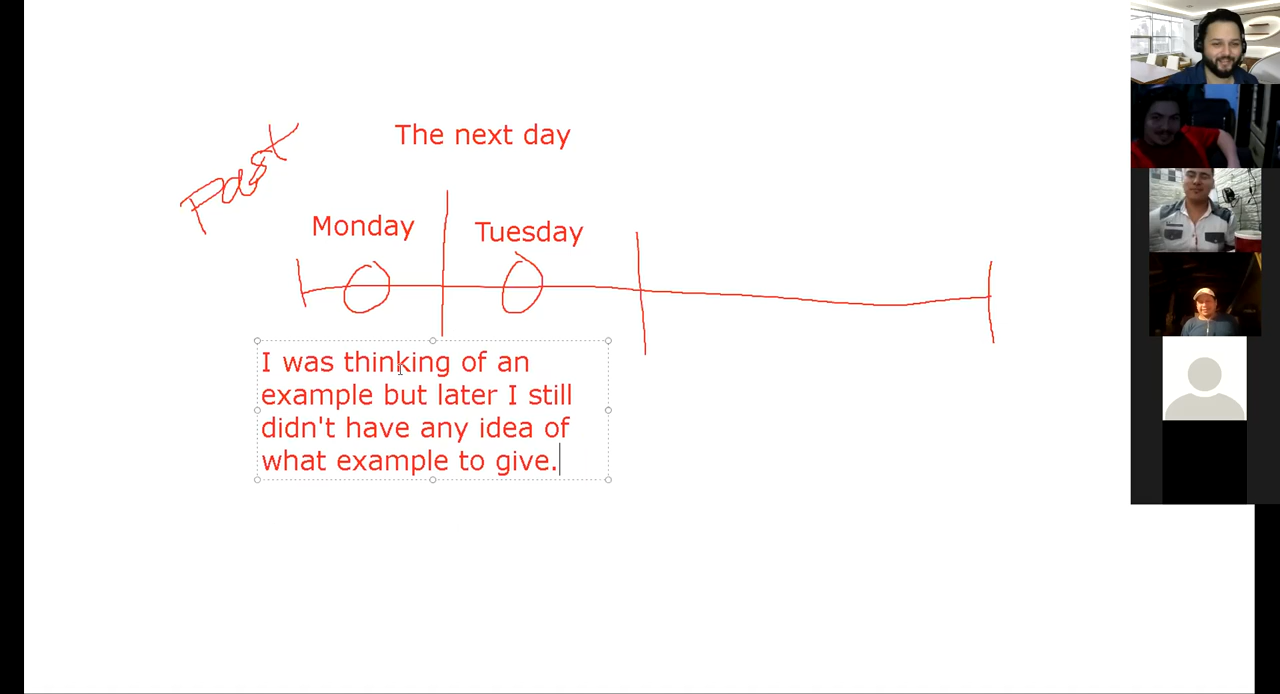 Past
The next day
Monday
Tuesday
I was thinking of an
example but later I still
didn't have any idea of
what example to give.